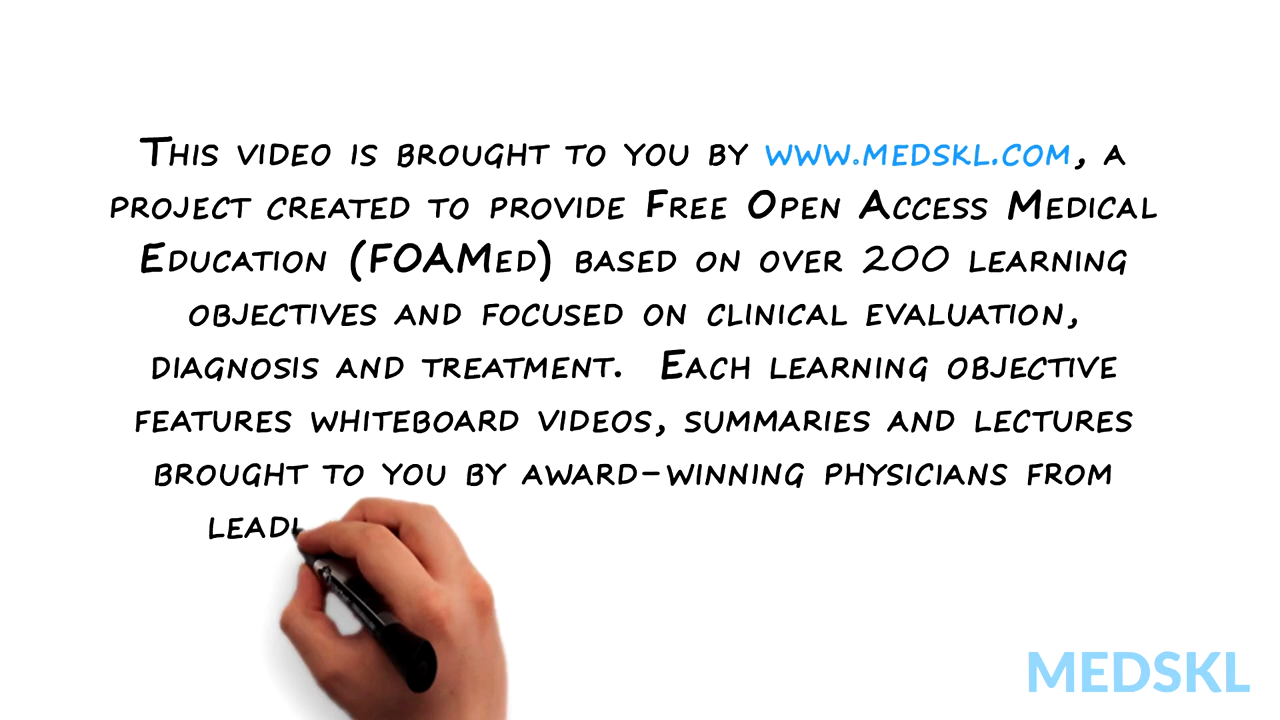 This video is brought to you by www.medskl.com, a
project created to provide Free Open Access Medical
Education (FOAMed) based on over 200 learning
objectives and focused on clinical evaluation,
diagnosis and treatment. Each learning objective
features whiteboard videos, summaries and lectures
brought to you by award-winning physicians from
MEDSKL